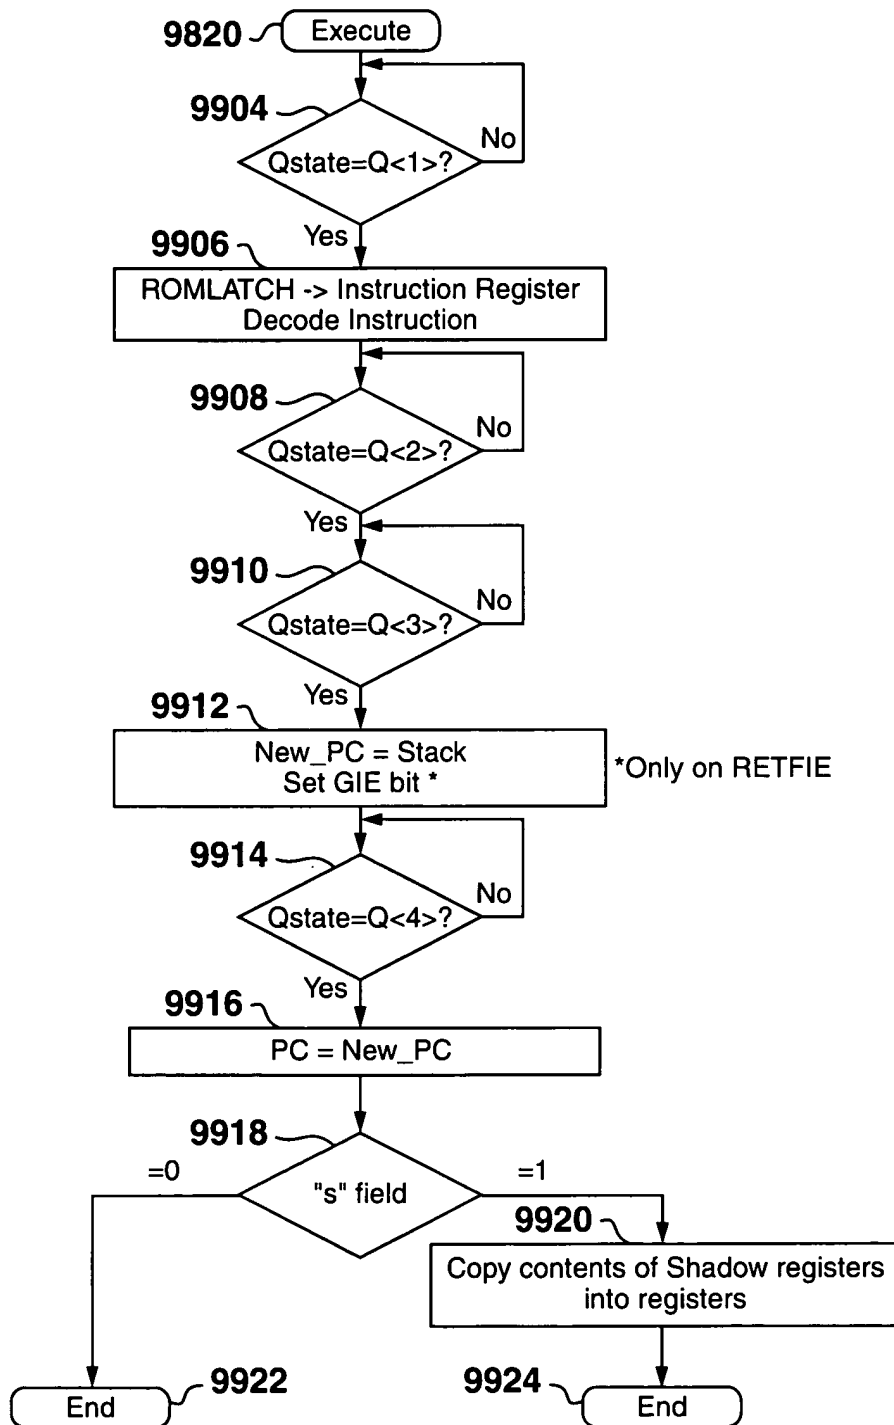 9820
Execute
9904
Qstate=Q<1>?
No
Yes
9906
ROMLATCH -> Instruction Register
Decode Instruction
9908
Qstate=Q<2>?
No
Yes
9910
Qstate=Q<3>?
No
Yes
9912
New_PC = Stack
Set GIE bit *
*Only on RETFIE
9914
Qstate=Q<4>?
No
Yes
9916
PC = New_PC
9918
=0
"s" field
=1
9920
Copy contents of Shadow registers
into registers
End
9922
9924
End